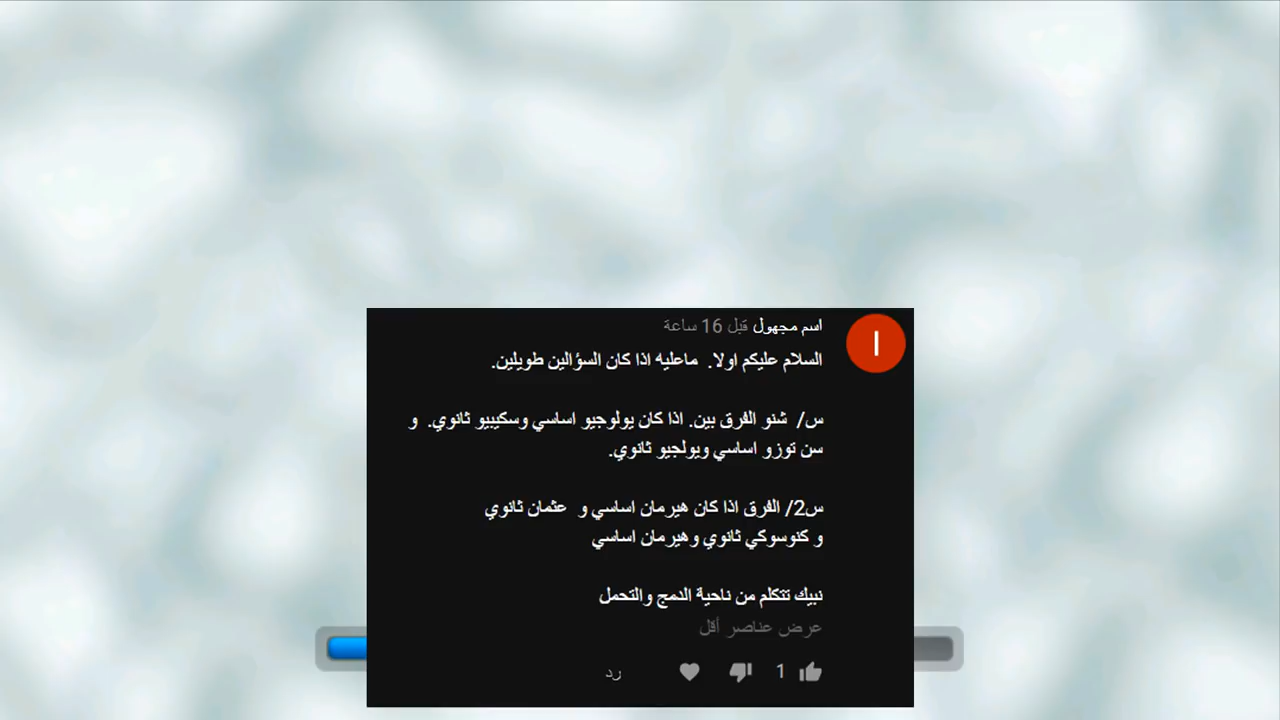 اسم مجهول قبل 16 ساعة
السلام عليكم اولا. ماعليه اذا كان السؤالين طويلين.
س/ شنو الفرق بين. اذا كان يولوجيو اساسي وسكيبيو ثانوي. و
سن توزو اساسي ويولجيو ثانوي.
س2/ الفرق اذا كان هيرمان اساسي و عثمان ثانوي
و كنوسوكي ثانوي وهيرمان اساسي
نبيك تتكلم من ناحية الدمج والتحمل
عرض عناصر أقل
1 رد